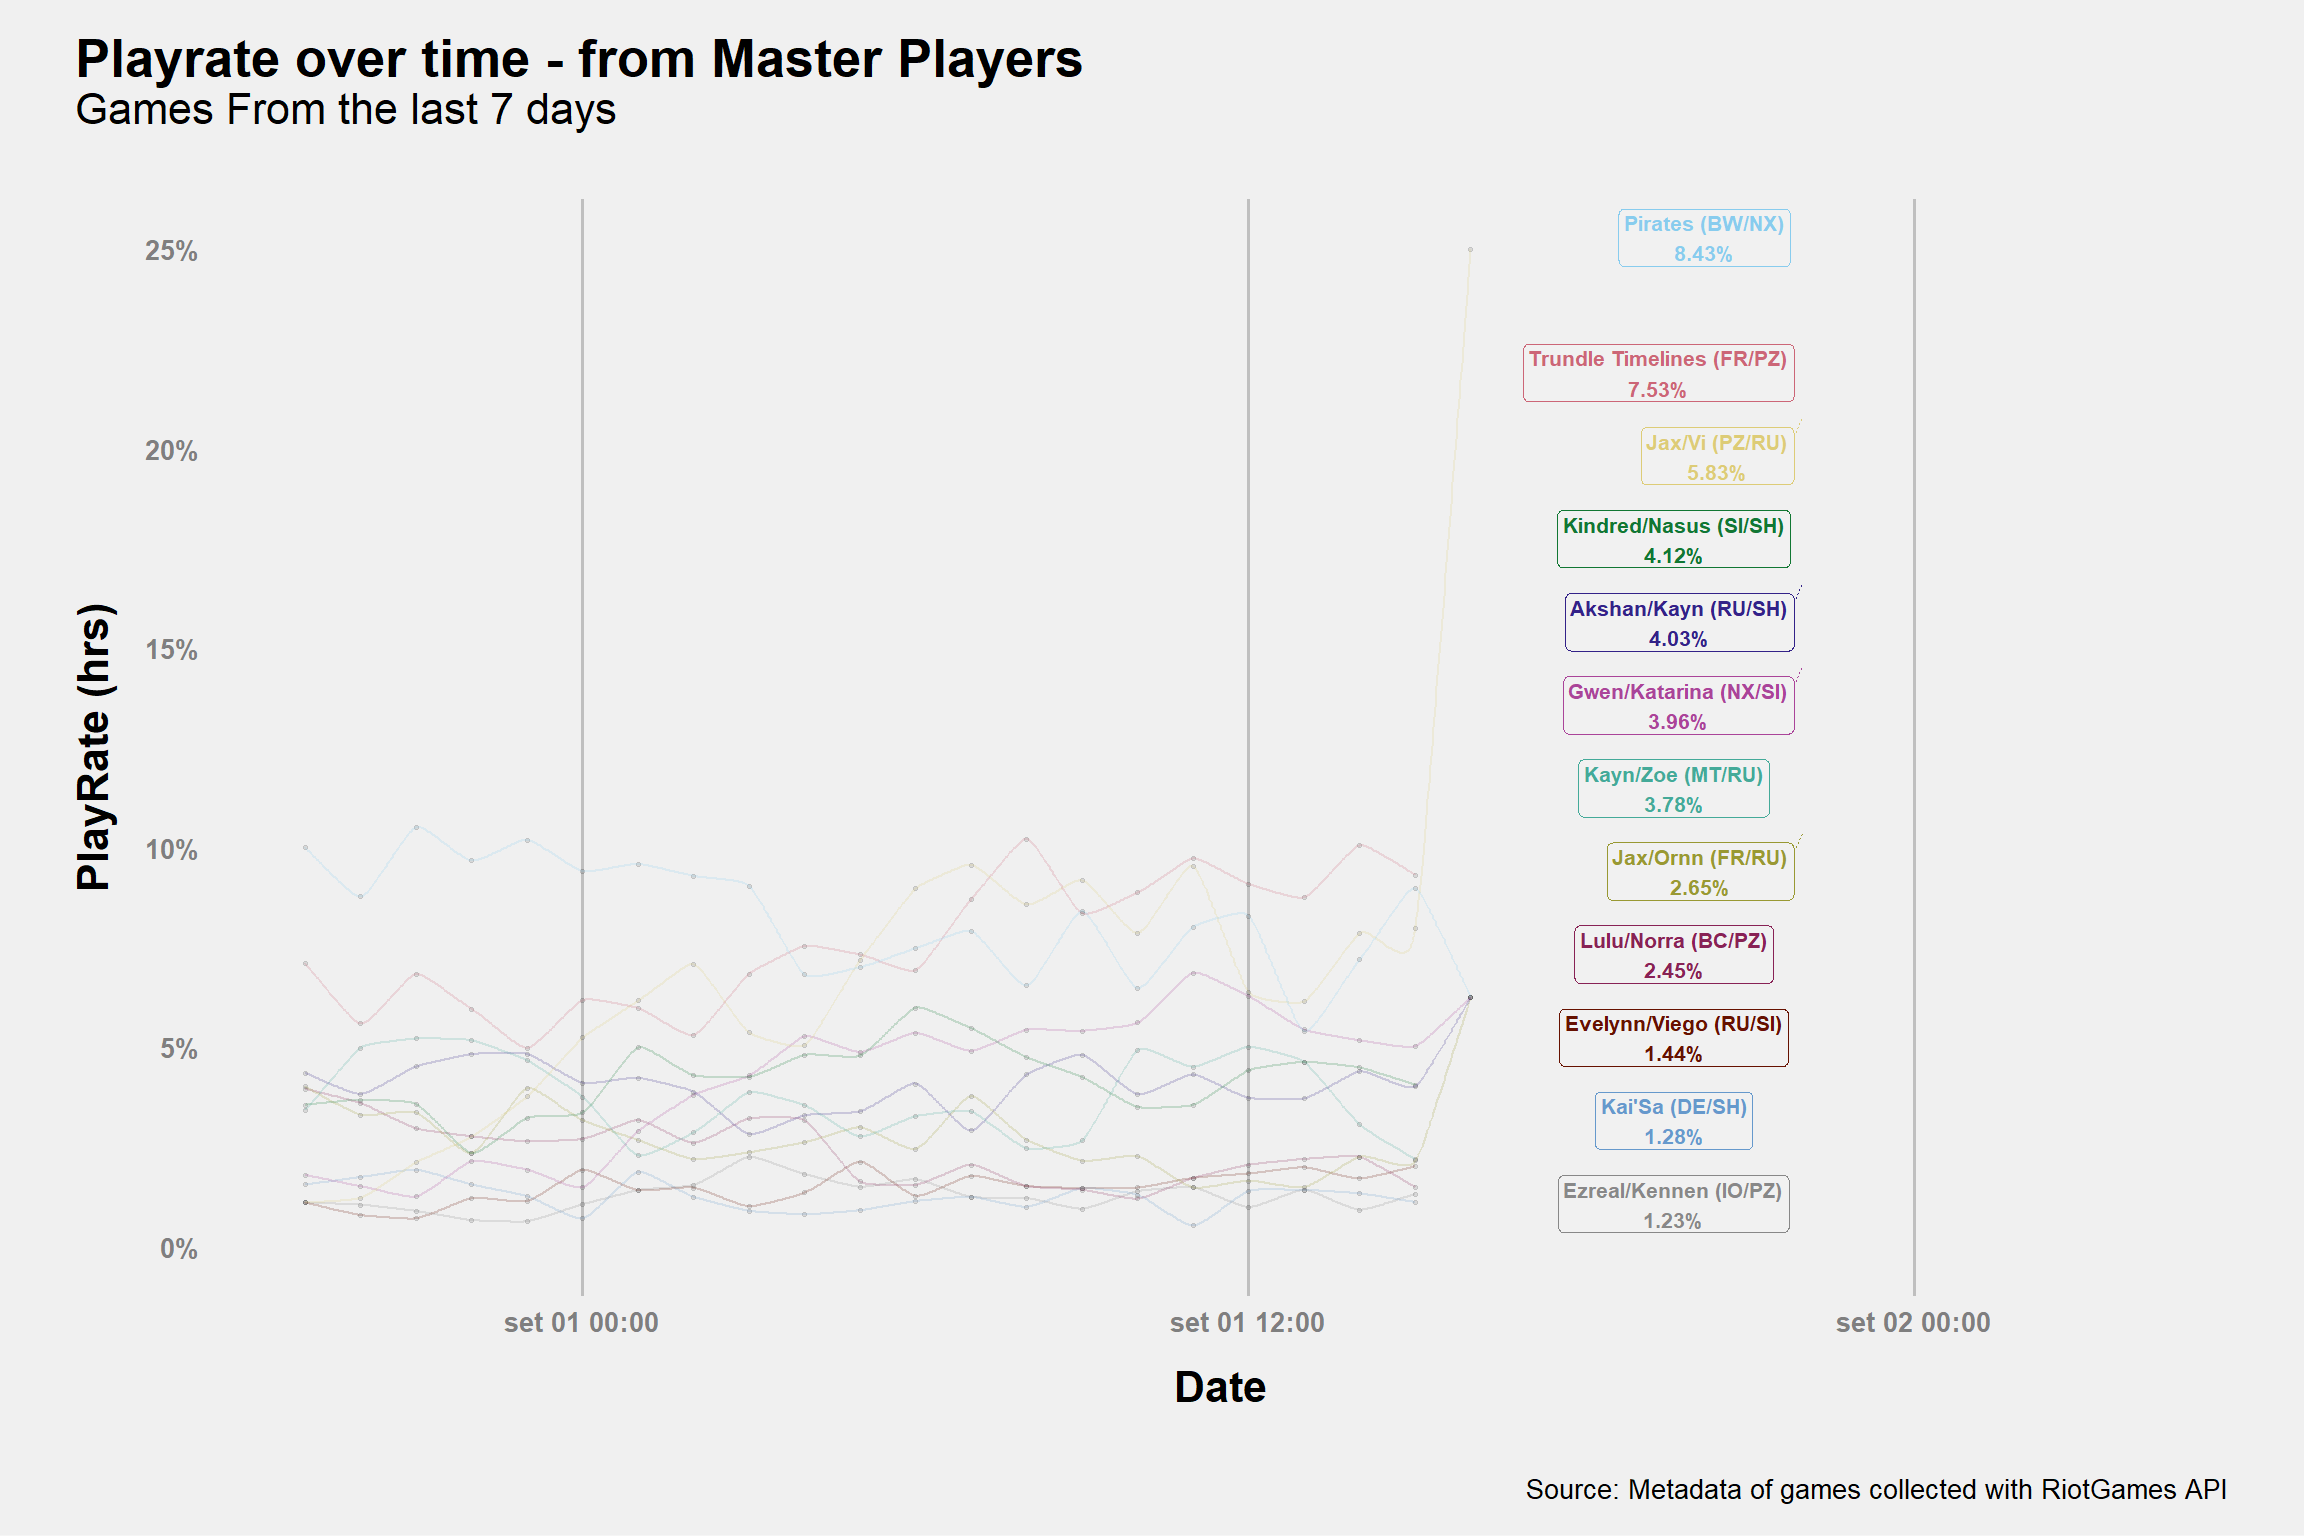 Playrate over time - from Master Players
Games From the last 7 days
PlayRate (hrs)
25%
20%
15%
10%
5%
0%
Pirates (BW/NX)
8.43%
Trundle Timelines (FR/PZ)
7.53%
Jax/Vi (PZ/RU)
5.83%
Kindred/Nasus (SI/SH)
4.12%
Akshan/Kayn (RU/SH)
4.03%
Gwen/Katarina (NX/SI)
3.96%
Kayn/Zoe (MT/RU)
3.78%
Jax/Ornn (FR/RU)
2.65%
Lulu/Norra (BC/PZ)
2.45%
Evelynn/Viego (RU/SI)
1.44%
Kai'Sa (DE/SH)
1.28%
Ezreal/Kennen (IO/PZ)
1.23%
set 01 00:00
set 01 12:00
set 02 00:00
Date
Source: Metadata of games collected with RiotGames API